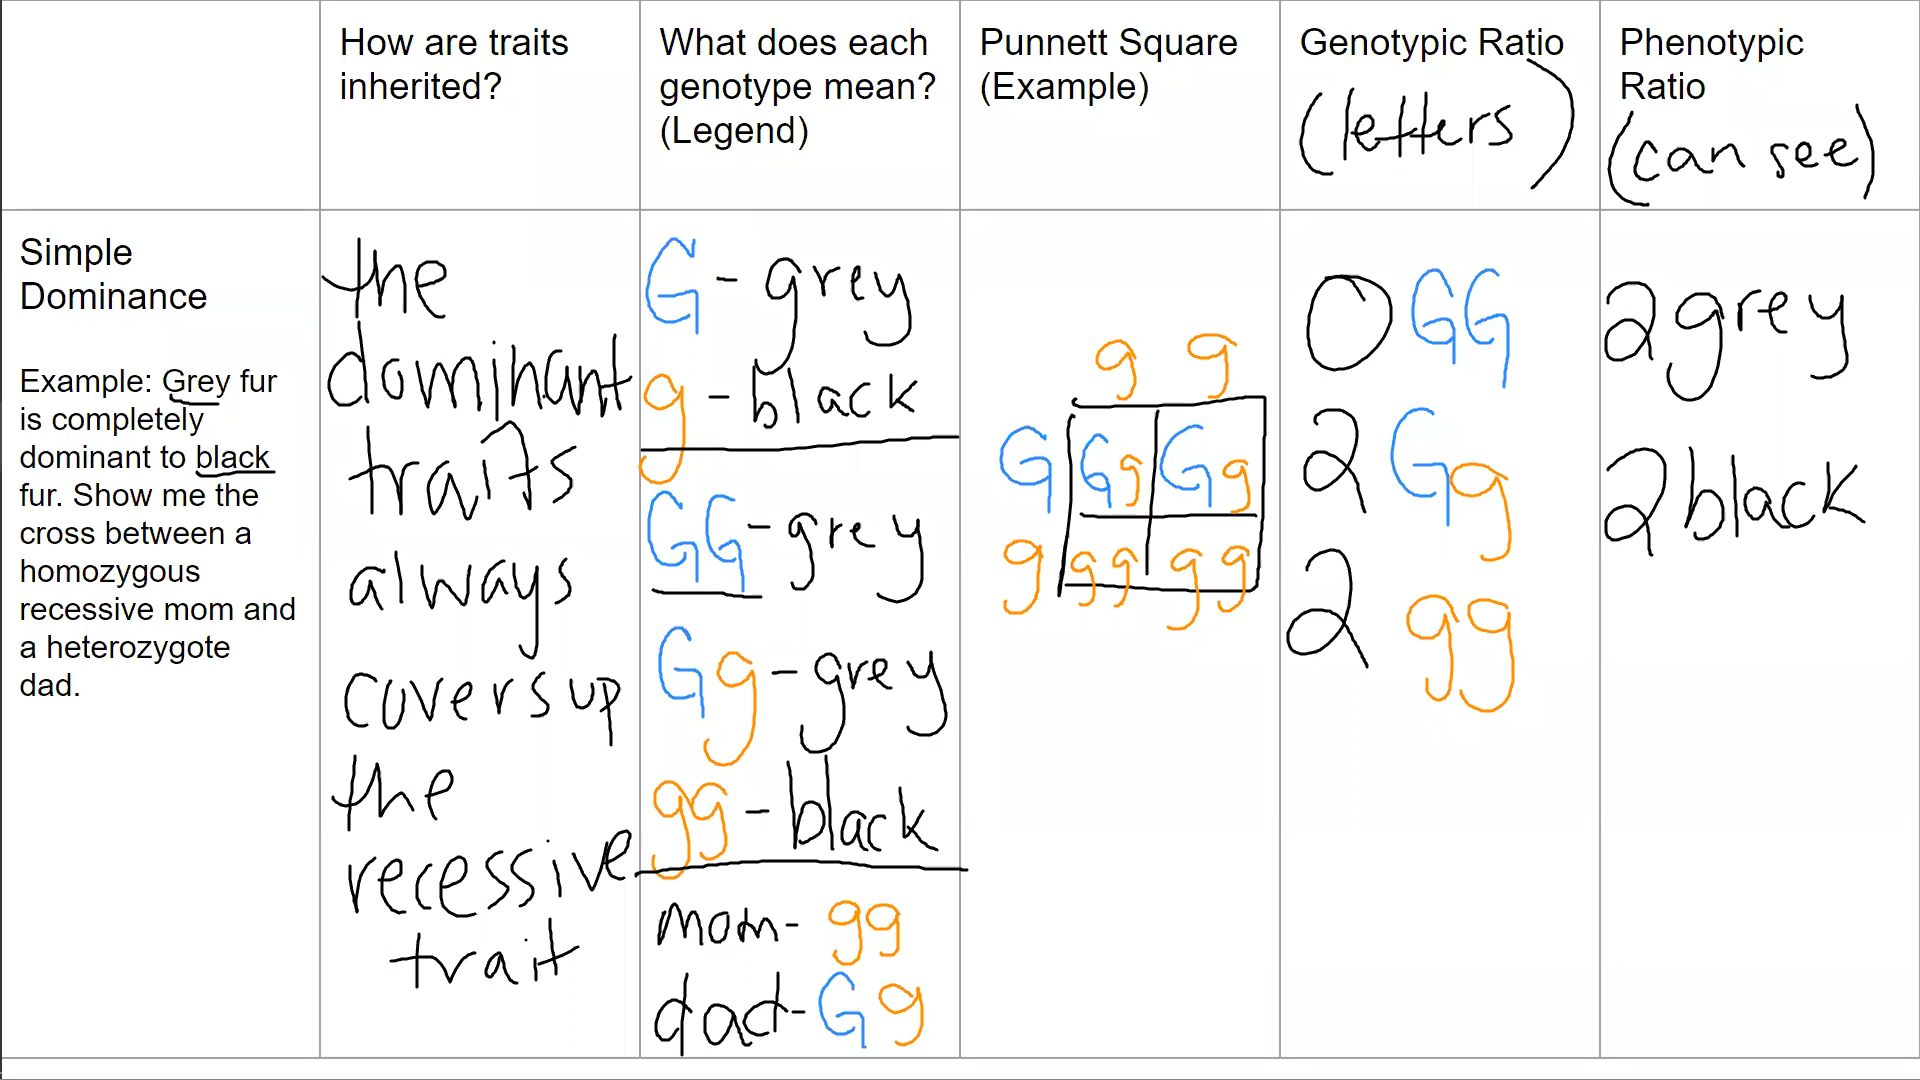 How are traits
inherited?
What does each
genotype mean?
(Legend)
Punnett Square
(Example)
Genotypic Ratio
(letters)
Phenotypic
Ratio
(can see)
Simple
Dominance
Example: Grey fur
is completely
dominant to black
fur. Show me the
cross between a
homozygous
recessive mom and
a heterozygote
dad.
the
dominant
traits
always
covers up
the
recessive
trait
G - grey
g - black
GG - grey
Gg - grey
gg - black
mom - gg
dad - Gg
g g
G Gg Gg
g gg gg
0 GG
2 Gg
2 gg
2 grey
2 black